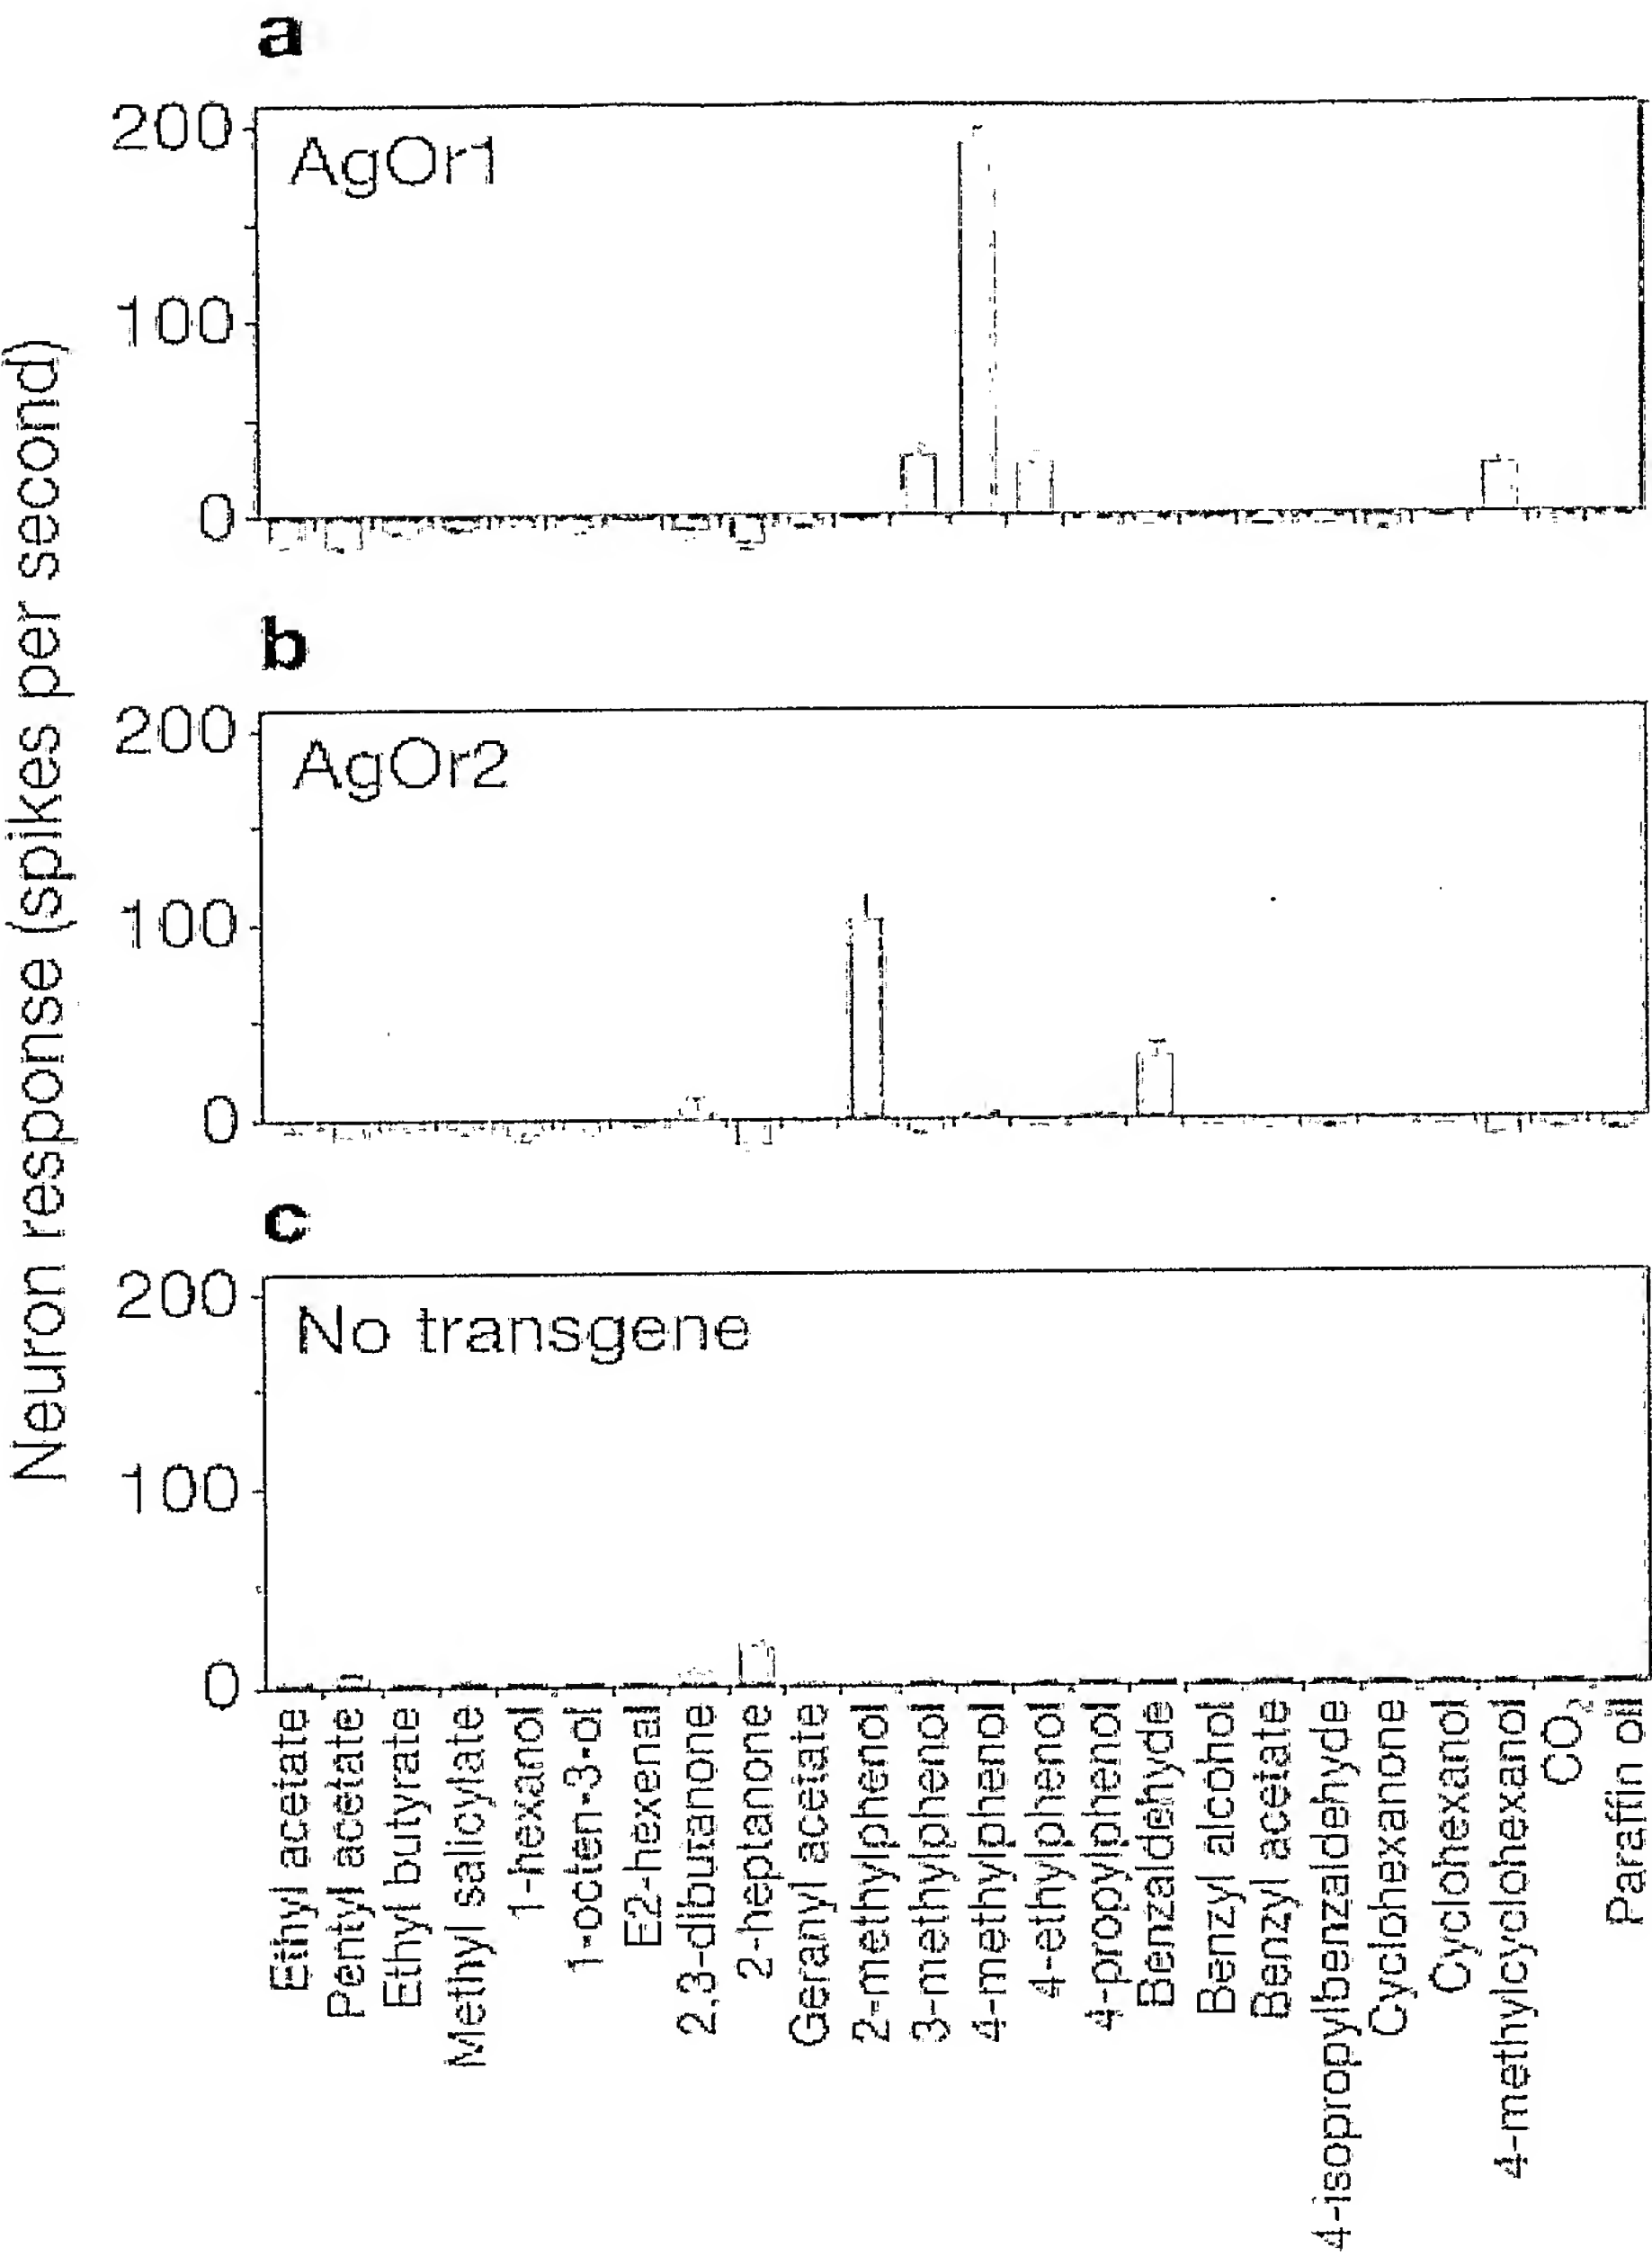 a
200
100
0
AgOr1
b
200
100
0
AgOr2
c
200
100
0
No transgene
Neuron response (spikes per second)
Ethyl acetate
Pentyl acetate
Ethyl butyrate
Methyl salicylate
1-hexanol
1-octen-3-ol
E2-hexenal
2,3-dibutanone
2-heptanone
Geranyl acetate
2-methylphenol
3-methylphenol
4-methylphenol
4-ethylphenol
4-propylphenol
Benzaldehyde
Benzyl alcohol
Benzyl acetate
4-isopropylbenzaldehyde
Cyclohexanone
Cyclohexanol
4-methylcyclohexanol
CO₂
Paraffin oil